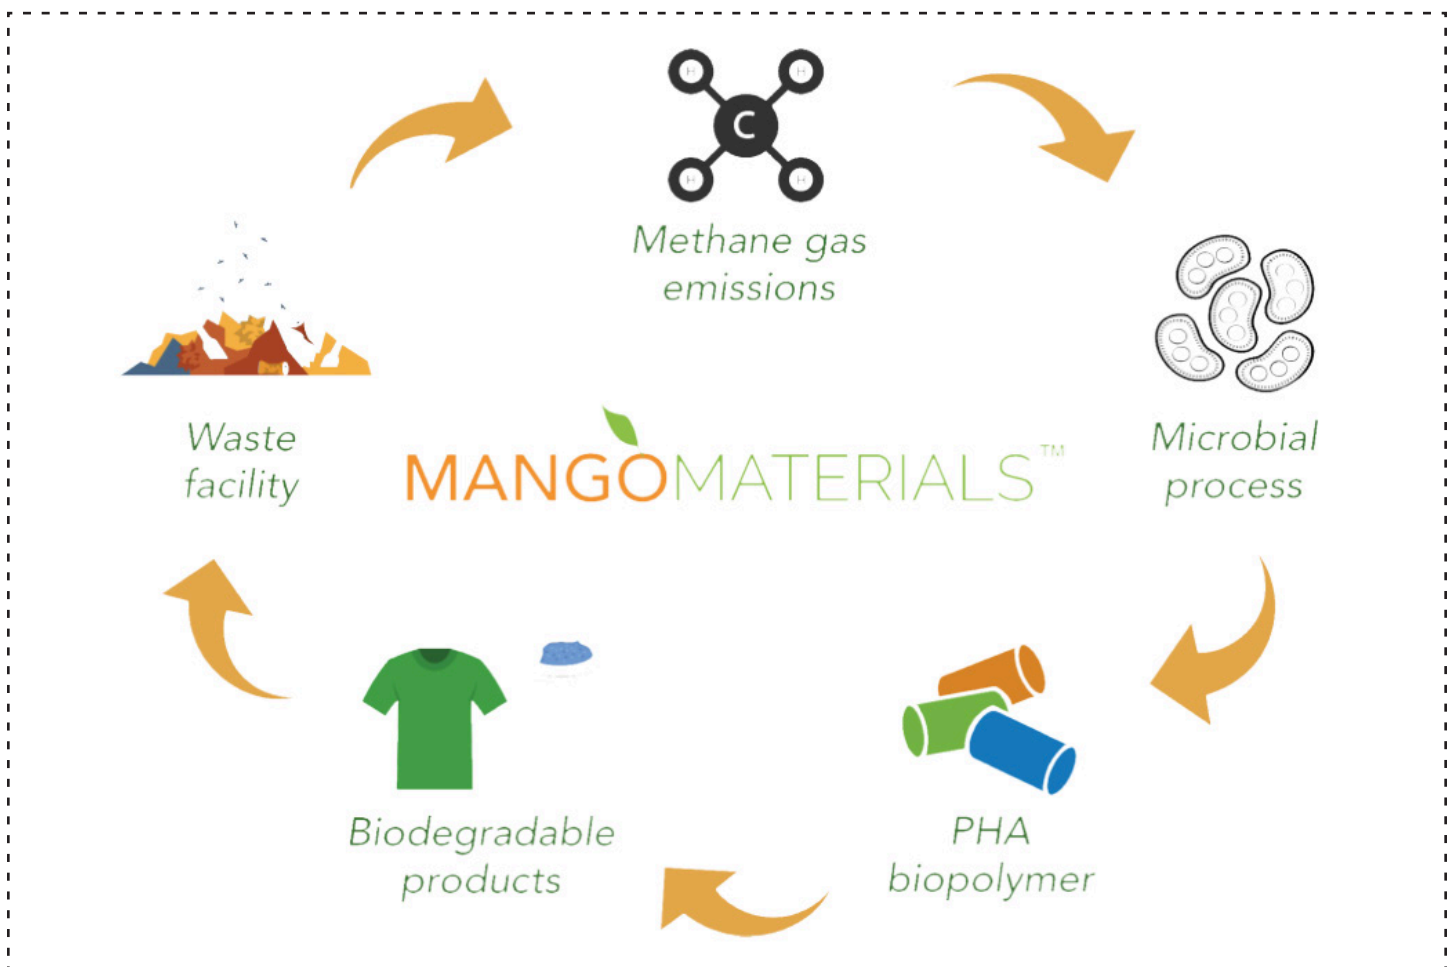 H H
C
H H
Methane gas
emissions
Waste
facility
MANGOMATERIALS™
Microbial
process
Biodegradable
products
PHA
biopolymer